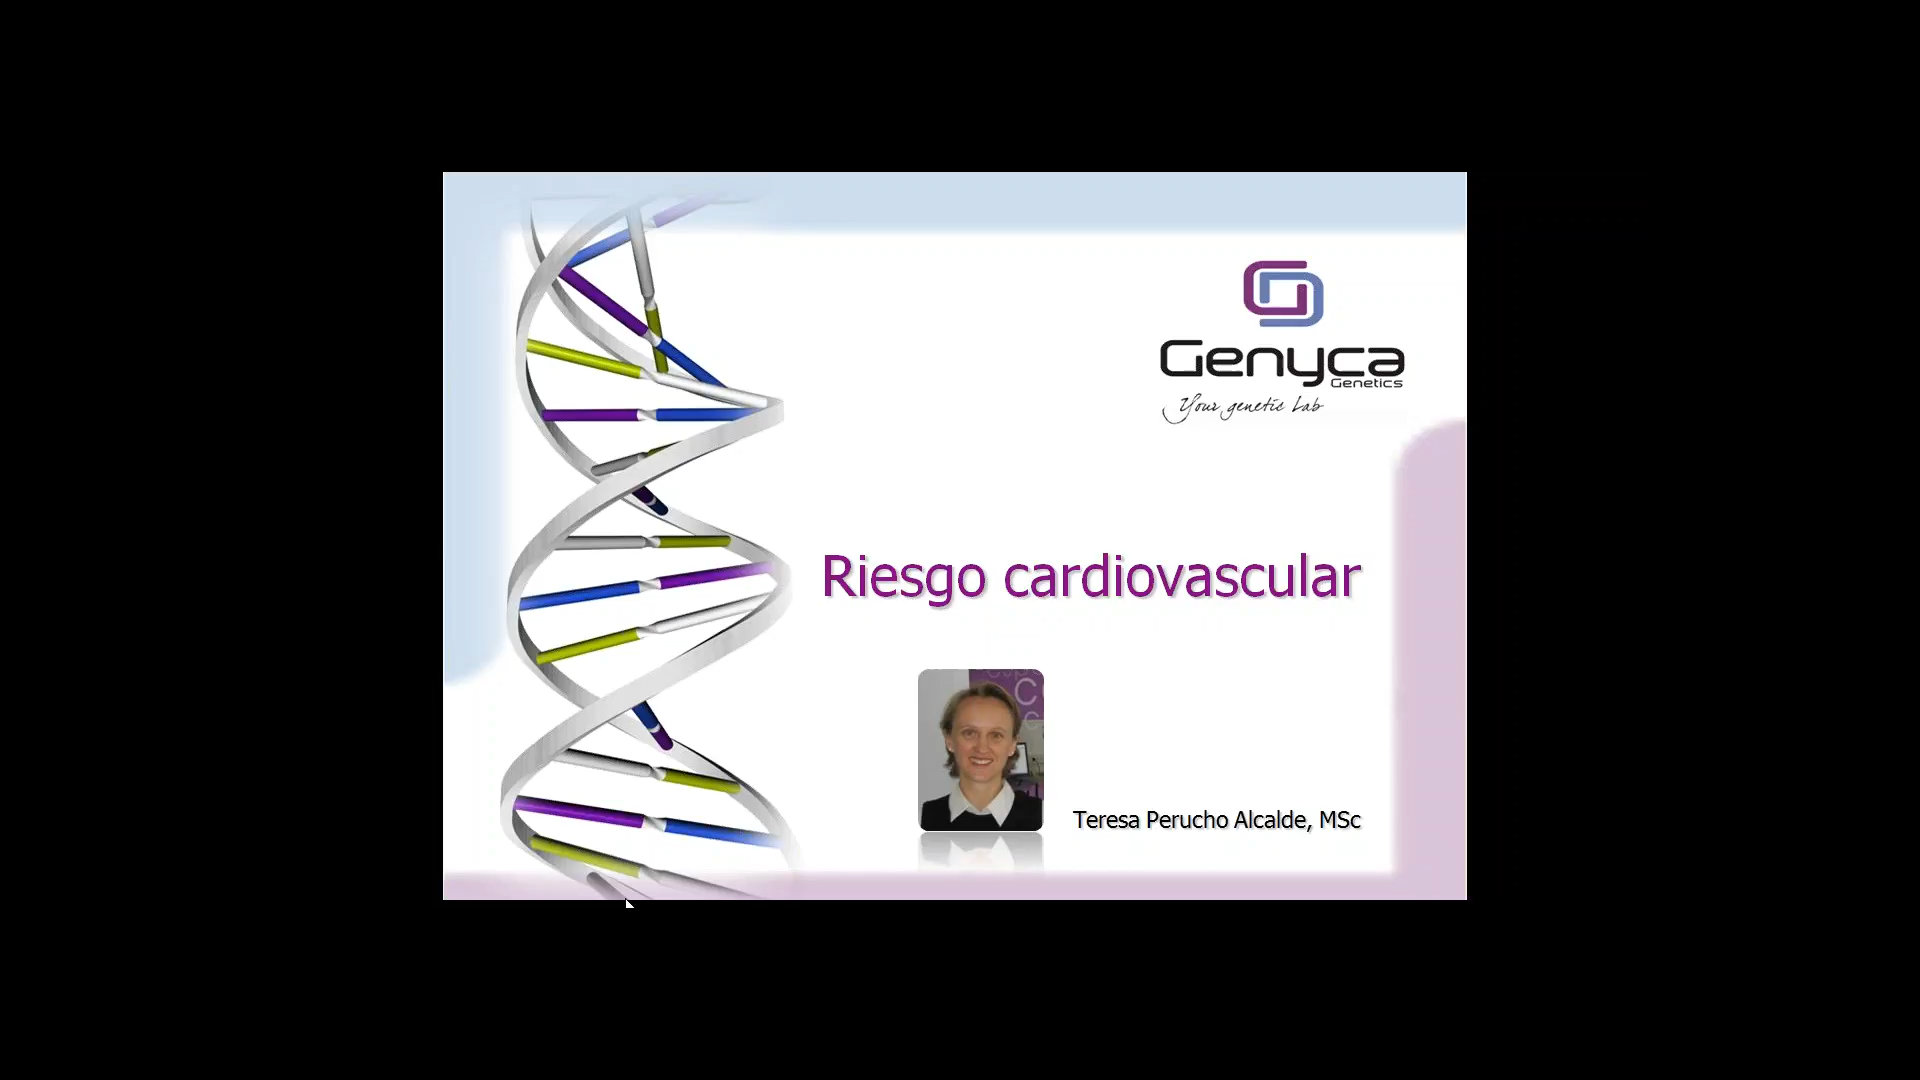 Genyca
Genetics
Your genetic Lab
Riesgo cardiovascular
Teresa Perucho Alcalde, MSc